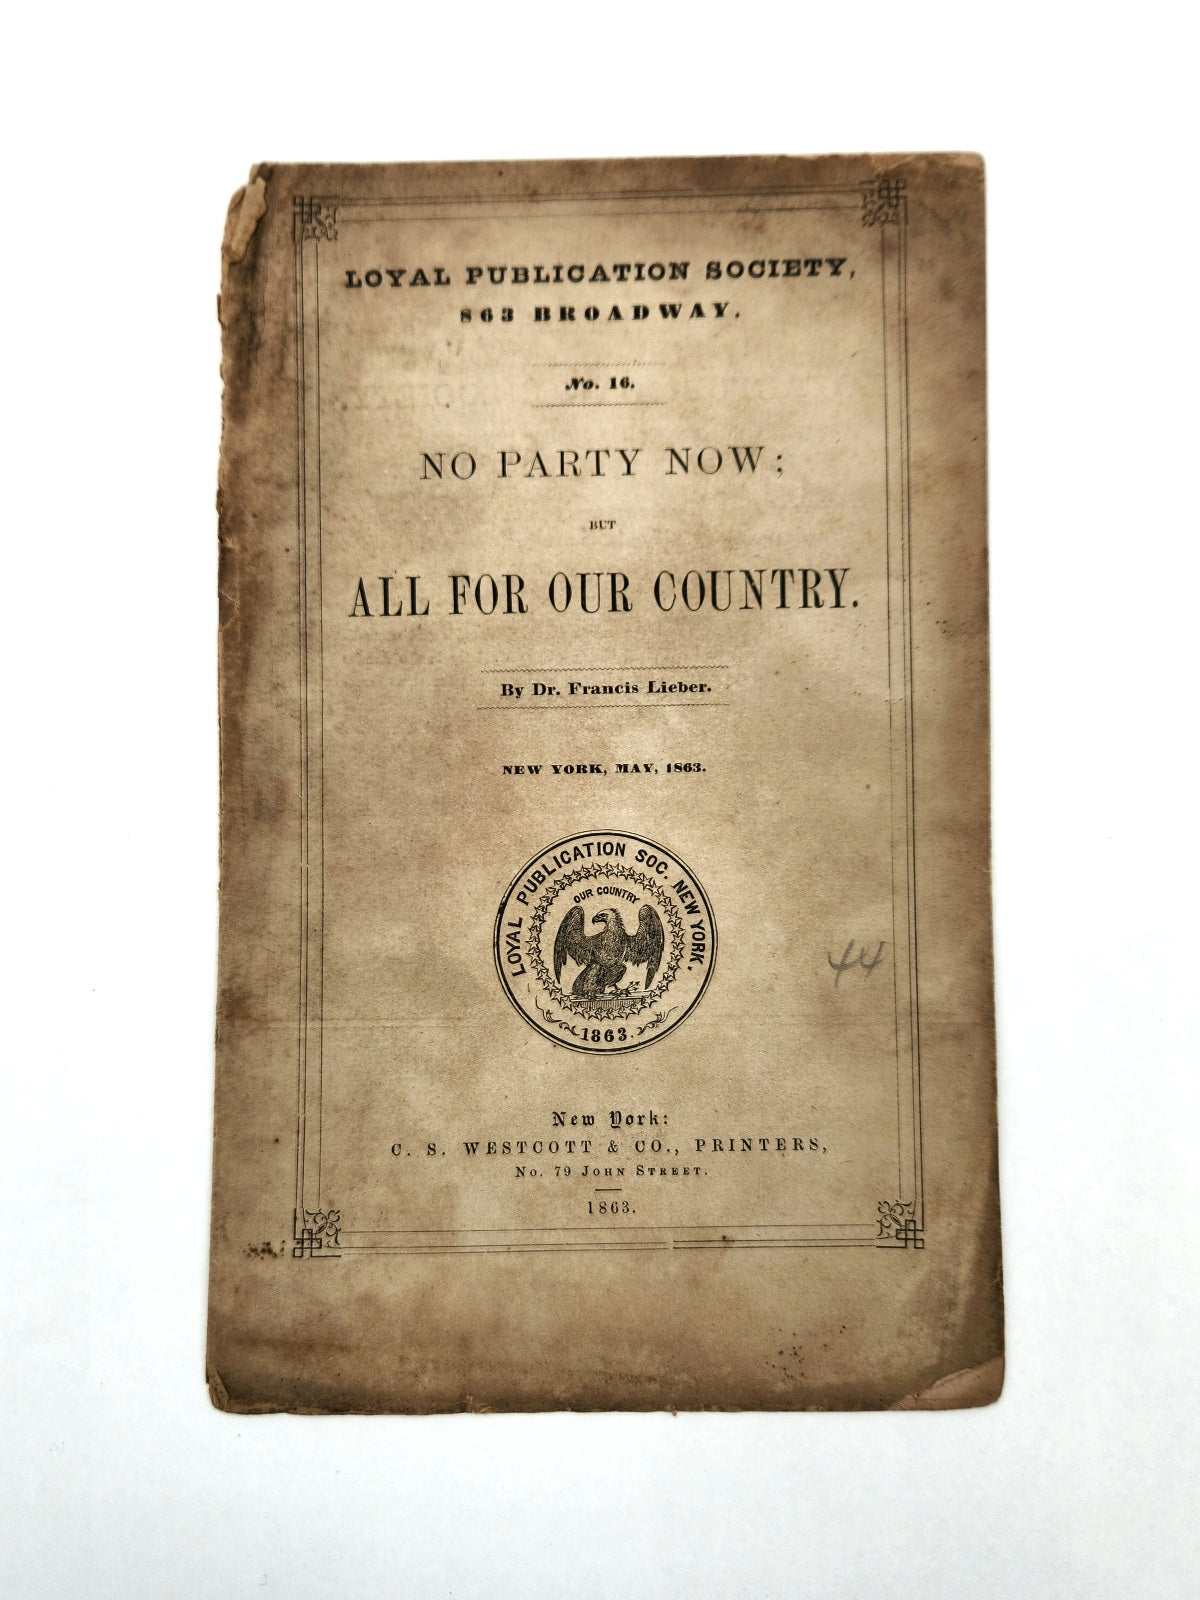 LOYAL PUBLICATION SOCIETY,
863 BROADWAY.
No. 16.
NO PARTY NOW;
BUT
ALL FOR OUR COUNTRY.
By Dr. Francis Lieber.
NEW YORK, MAY, 1863.
LOYAL PUBLICATION SOC. NEW YORK.
OUR COUNTRY
1863.
44
New York:
C. S. WESTCOTT & CO., PRINTERS,
No. 79 John Street.
1863.